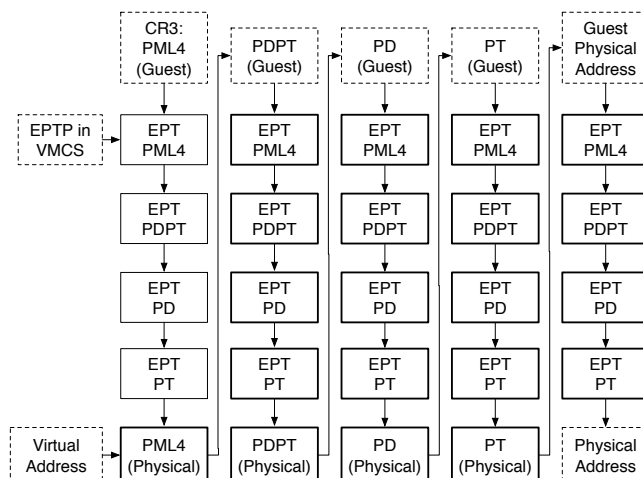 CR3:
PML4
(Guest)
PDPT
(Guest)
PD
(Guest)
PT
(Guest)
Guest
Physical
Address
EPTP in
VMCS
EPT
PML4
EPT
PML4
EPT
PML4
EPT
PML4
EPT
PML4
EPT
PDPT
EPT
PDPT
EPT
PDPT
EPT
PDPT
EPT
PDPT
EPT
PD
EPT
PD
EPT
PD
EPT
PD
EPT
PD
EPT
PT
EPT
PT
EPT
PT
EPT
PT
EPT
PT
Virtual
Address
PML4
(Physical)
PDPT
(Physical)
PD
(Physical)
PT
(Physical)
Physical
Address